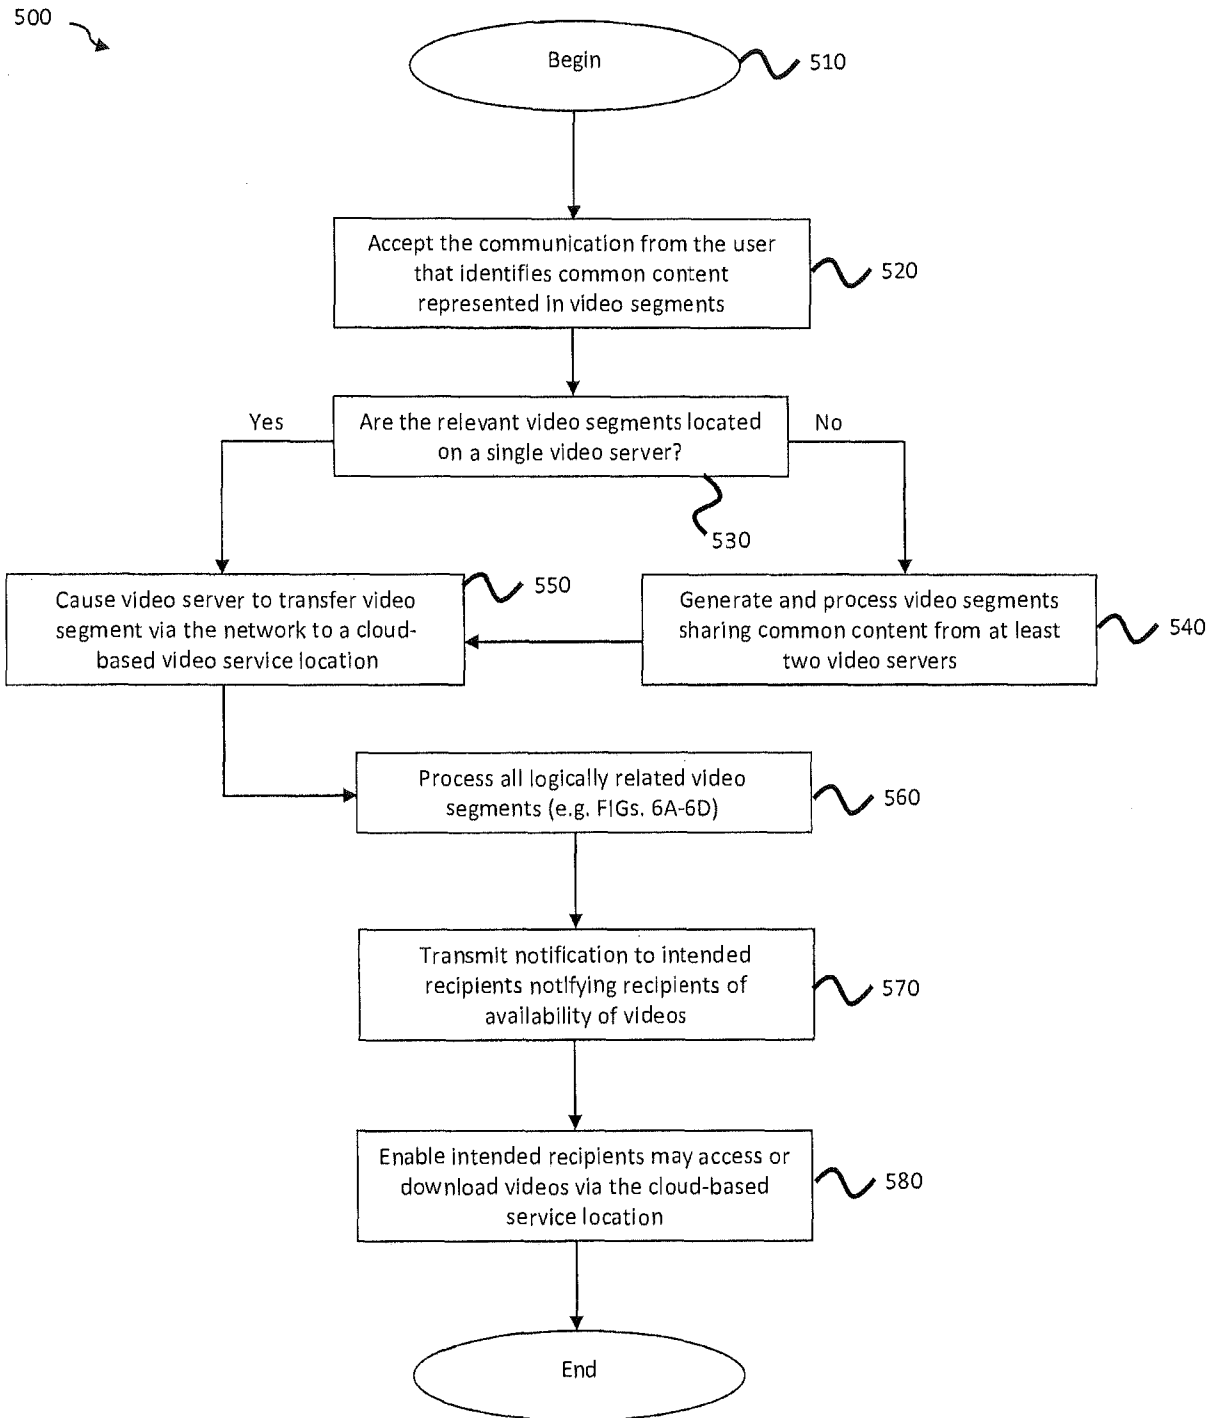 500
Begin
510
Accept the communication from the user
that identifies common content
represented in video segments
520
Yes
Are the relevant video segments located
on a single video server?
No
530
Cause video server to transfer video
segment via the network to a cloud-
based video service location
550
Generate and process video segments
sharing common content from at least
two video servers
540
Process all logically related video
segments (e.g. FIGs. 6A-6D)
560
Transmit notification to intended
recipients notifying recipients of
availability of videos
570
Enable intended recipients may access or
download videos via the cloud-based
service location
580
End